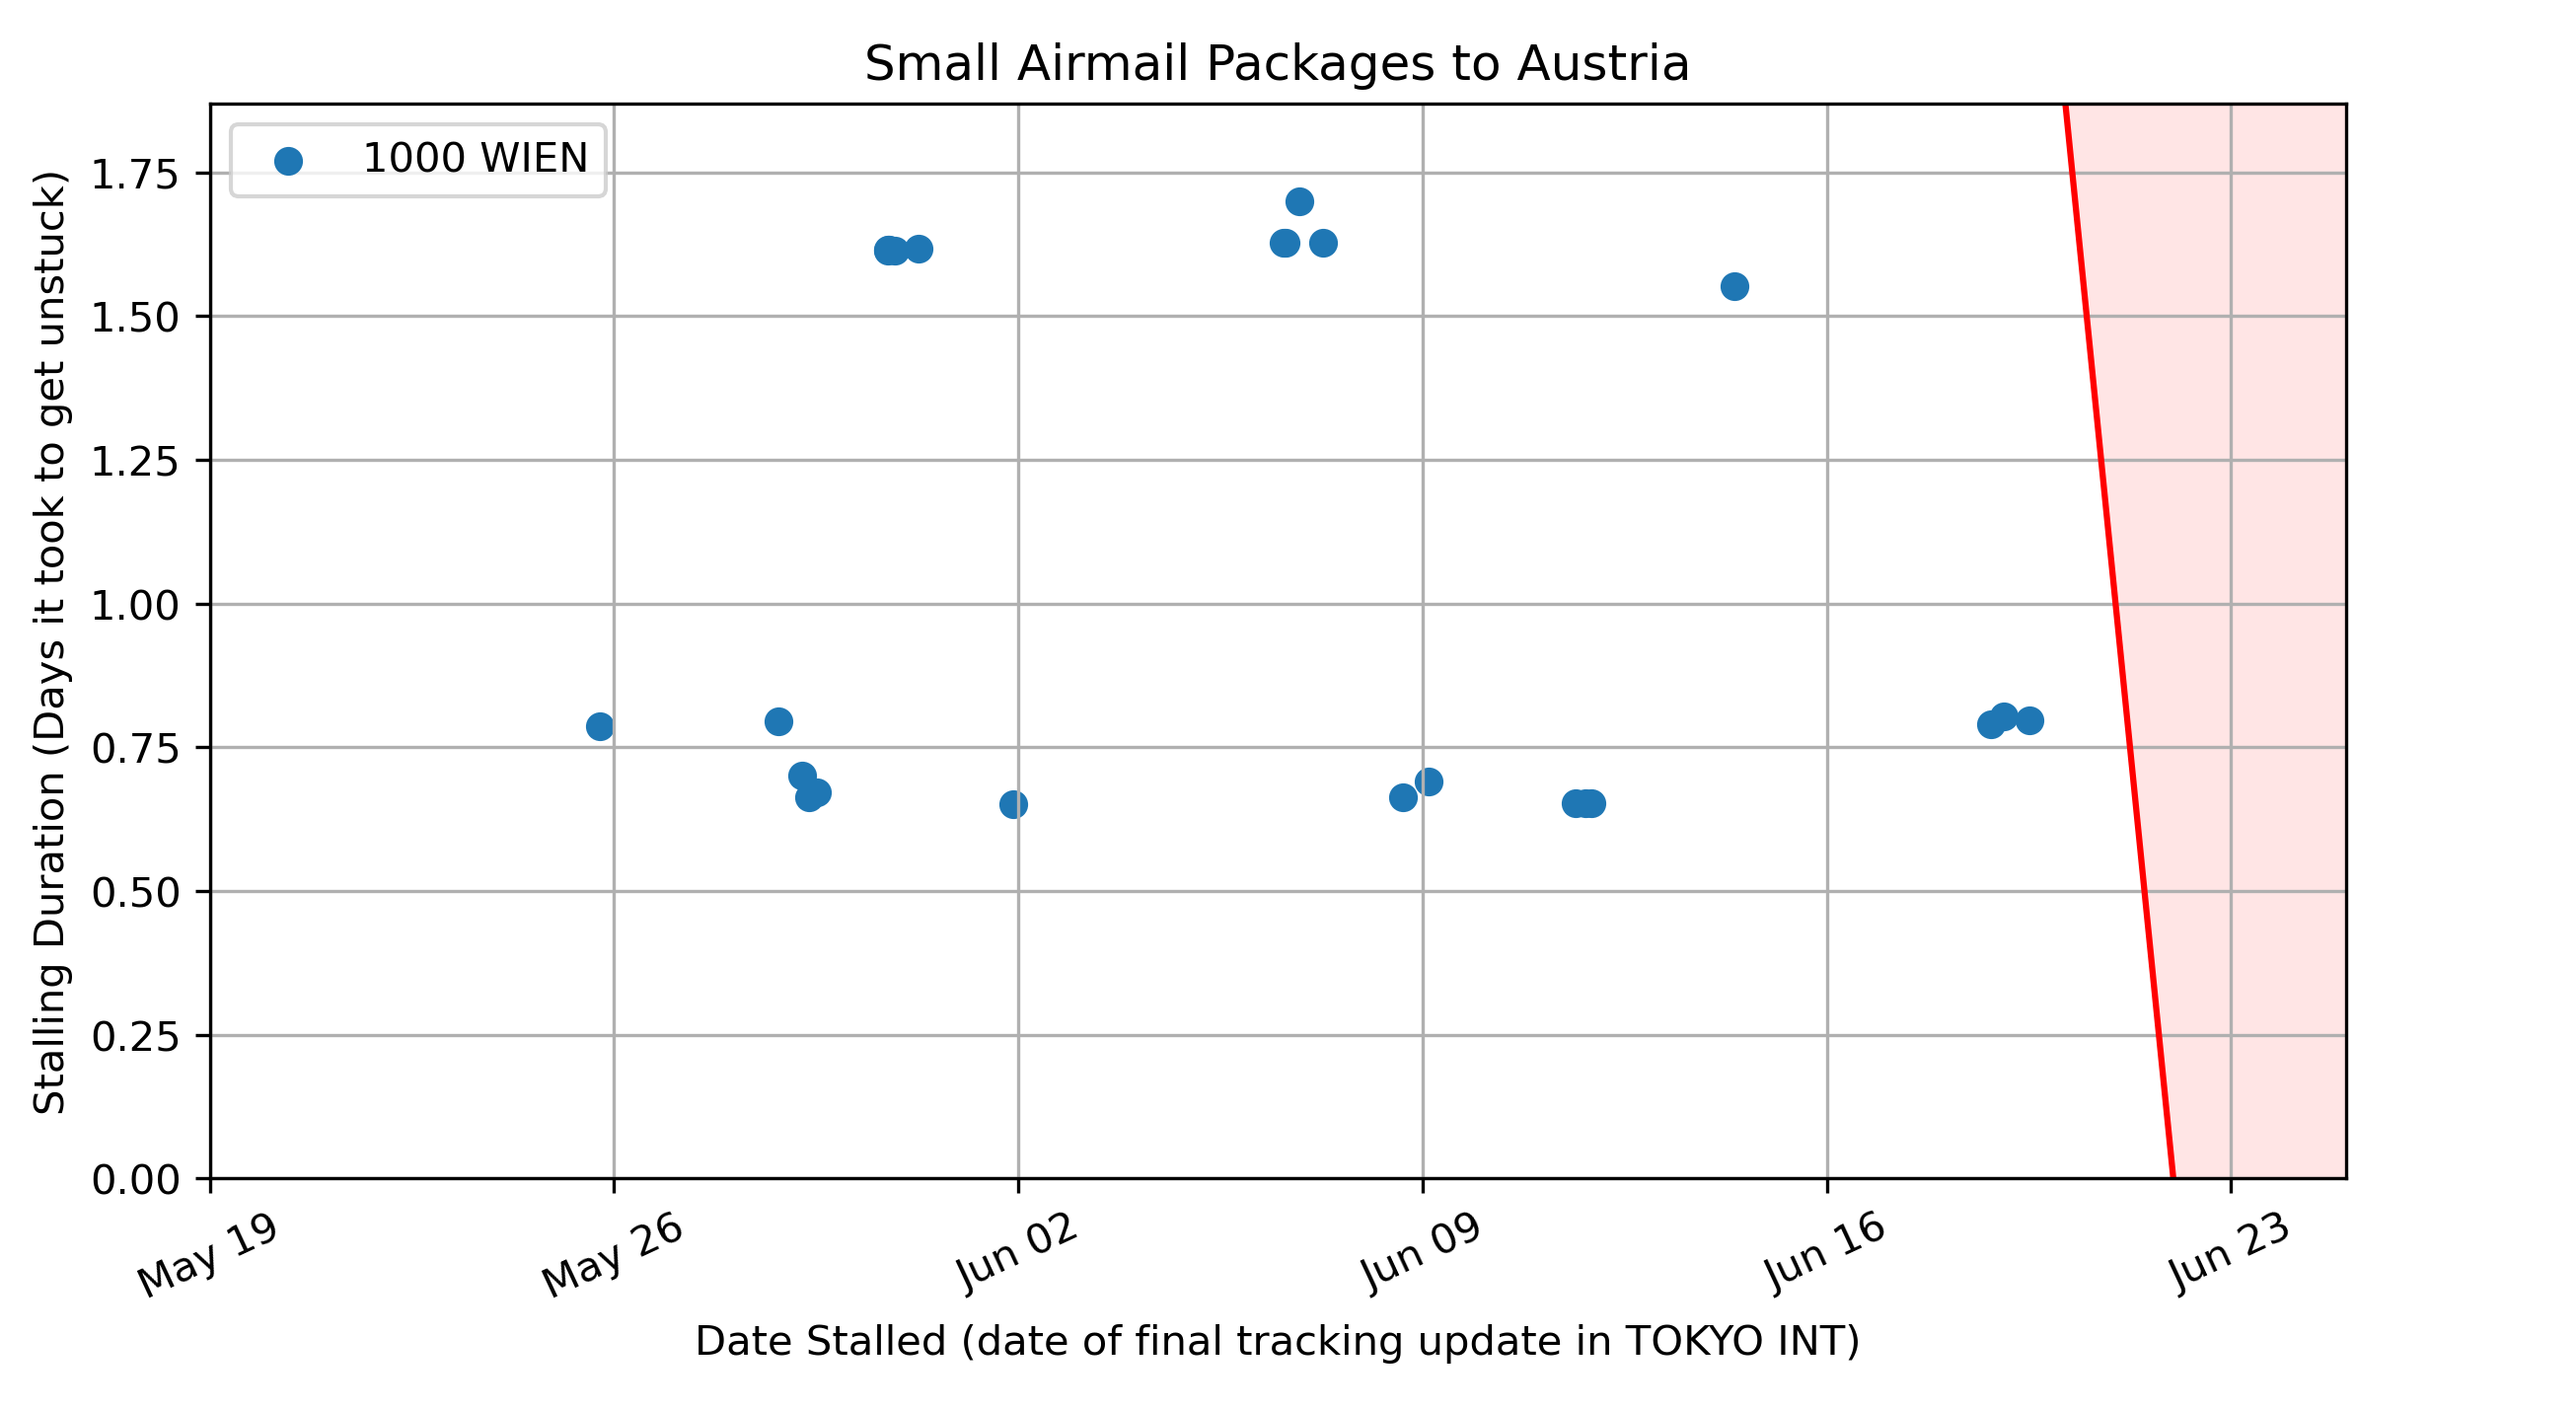 Small Airmail Packages to Austria
1000 WIEN
Stalling Duration (Days it took to get unstuck)
1.75
1.50
1.25
1.00
0.75
0.50
0.25
0.00
May 19
May 26
Jun 02
Jun 09
Jun 16
Jun 23
Date Stalled (date of final tracking update in TOKYO INT)